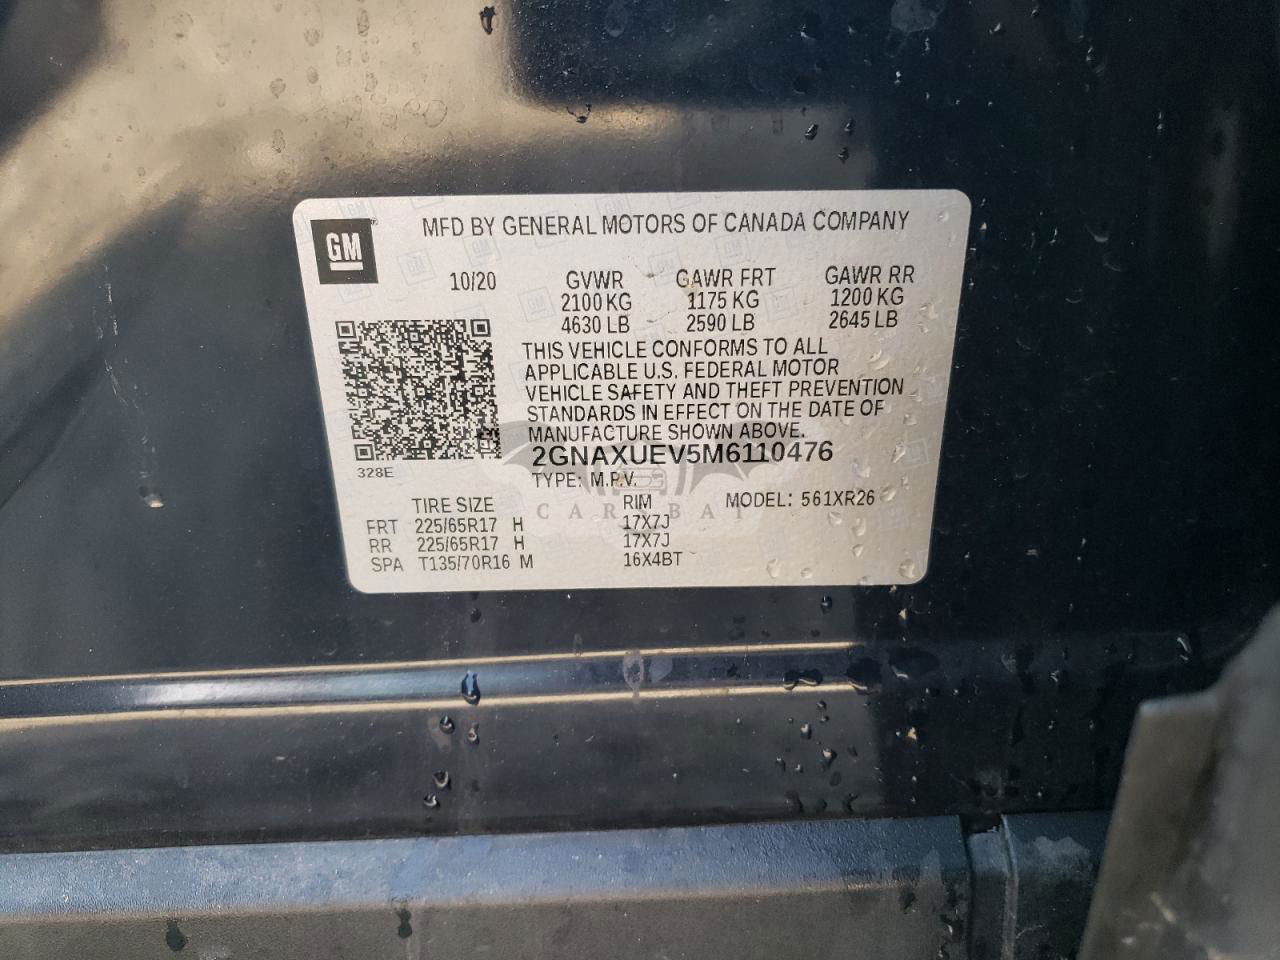 MFD BY GENERAL MOTORS OF CANADA COMPANY
GM
10/20 GVWR GAWR FRT GAWR RR
2100 KG 1175 KG 1200 KG
4630 LB 2590 LB 2645 LB
THIS VEHICLE CONFORMS TO ALL
APPLICABLE U.S. FEDERAL MOTOR
VEHICLE SAFETY AND THEFT PREVENTION
STANDARDS IN EFFECT ON THE DATE OF
MANUFACTURE SHOWN ABOVE.
2GNAXUEV5M6110476
328E
TYPE: M.P.V.
TIRE SIZE RIM MODEL: 561XR26
CARSBAT
FRT 225/65R17 H 17X7J
RR 225/65R17 H 17X7J
SPA T135/70R16 M 16X4BT